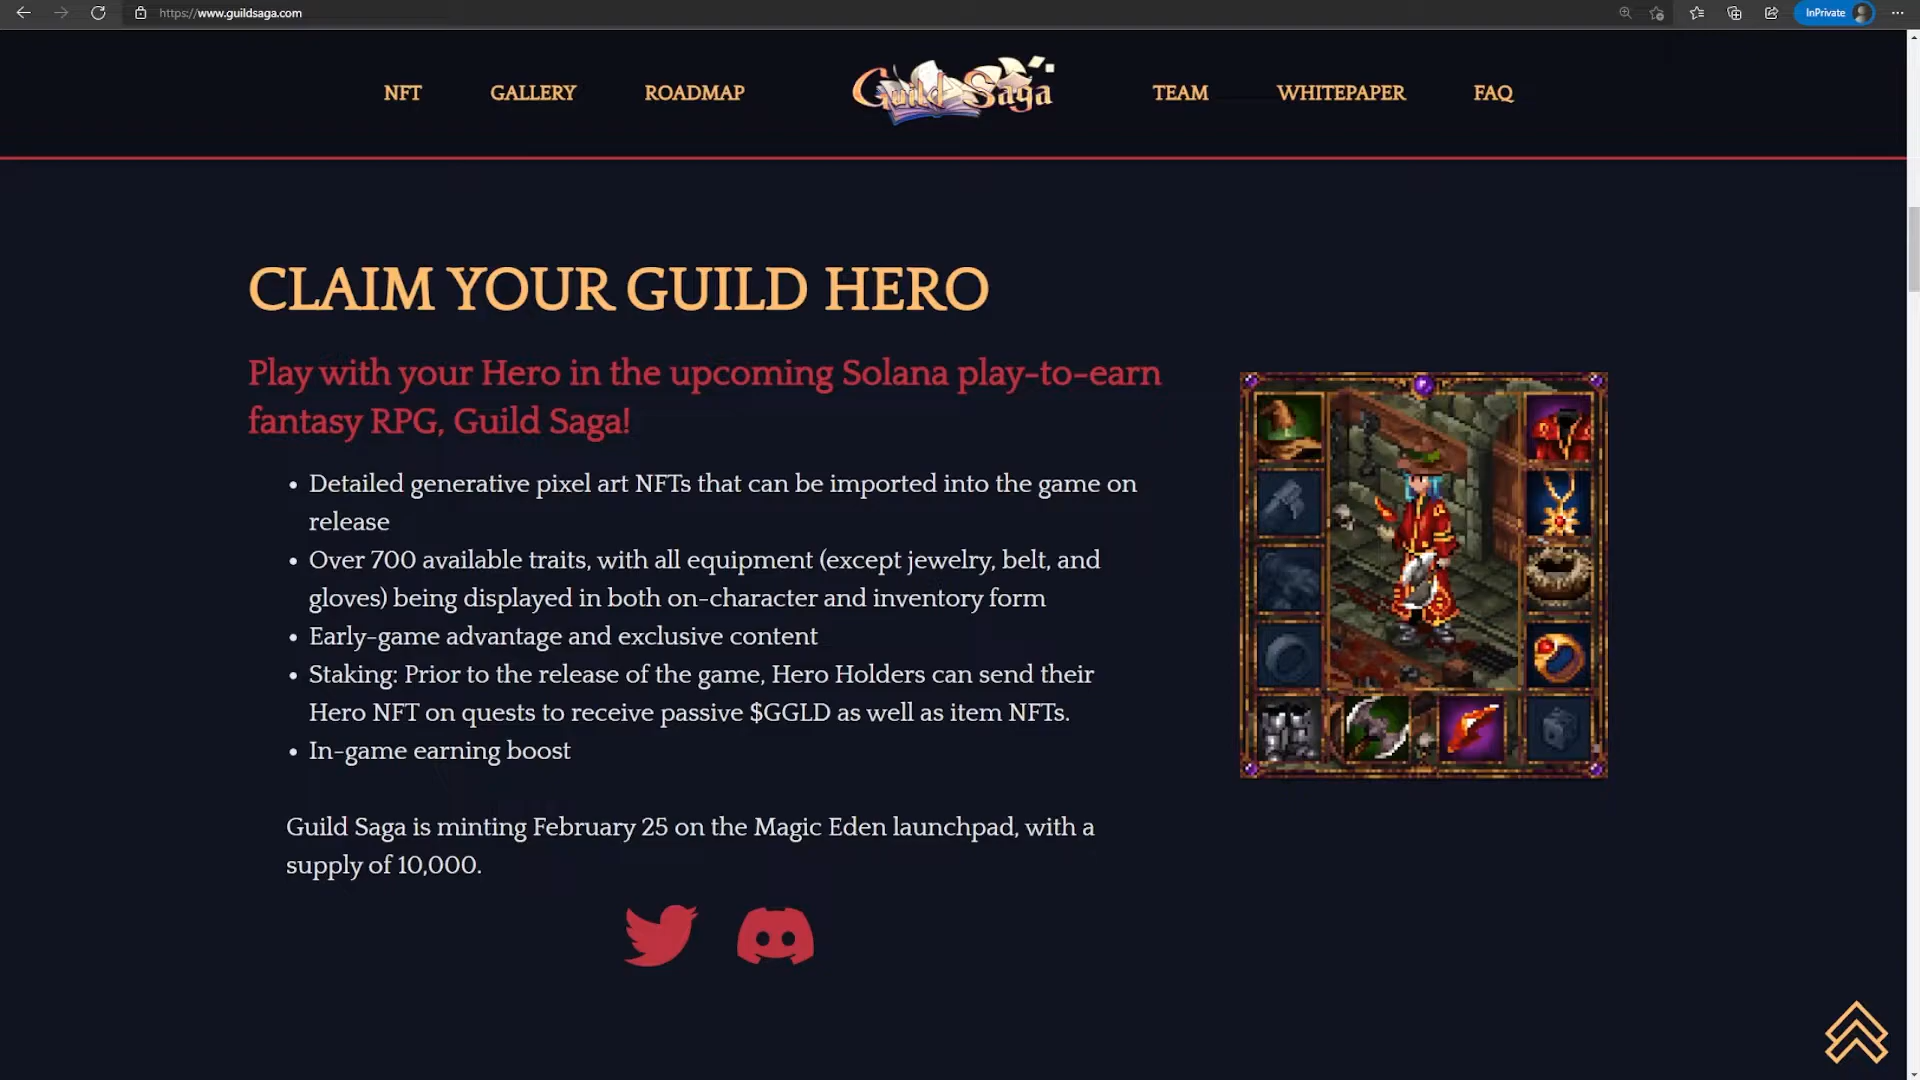 https://www.guildsaga.com
InPrivate
NFT
GALLERY
ROADMAP
Guild Saga
TEAM
WHITEPAPER
FAQ
CLAIM YOUR GUILD HERO
Play with your Hero in the upcoming Solana play-to-earn
fantasy RPG, Guild Saga!
• Detailed generative pixel art NFTs that can be imported into the game on
release
• Over 700 available traits, with all equipment (except jewelry, belt, and
gloves) being displayed in both on-character and inventory form
• Early-game advantage and exclusive content
• Staking: Prior to the release of the game, Hero Holders can send their
Hero NFT on quests to receive passive $GGLD as well as item NFTs.
• In-game earning boost
Guild Saga is minting February 25 on the Magic Eden launchpad, with a
supply of 10,000.